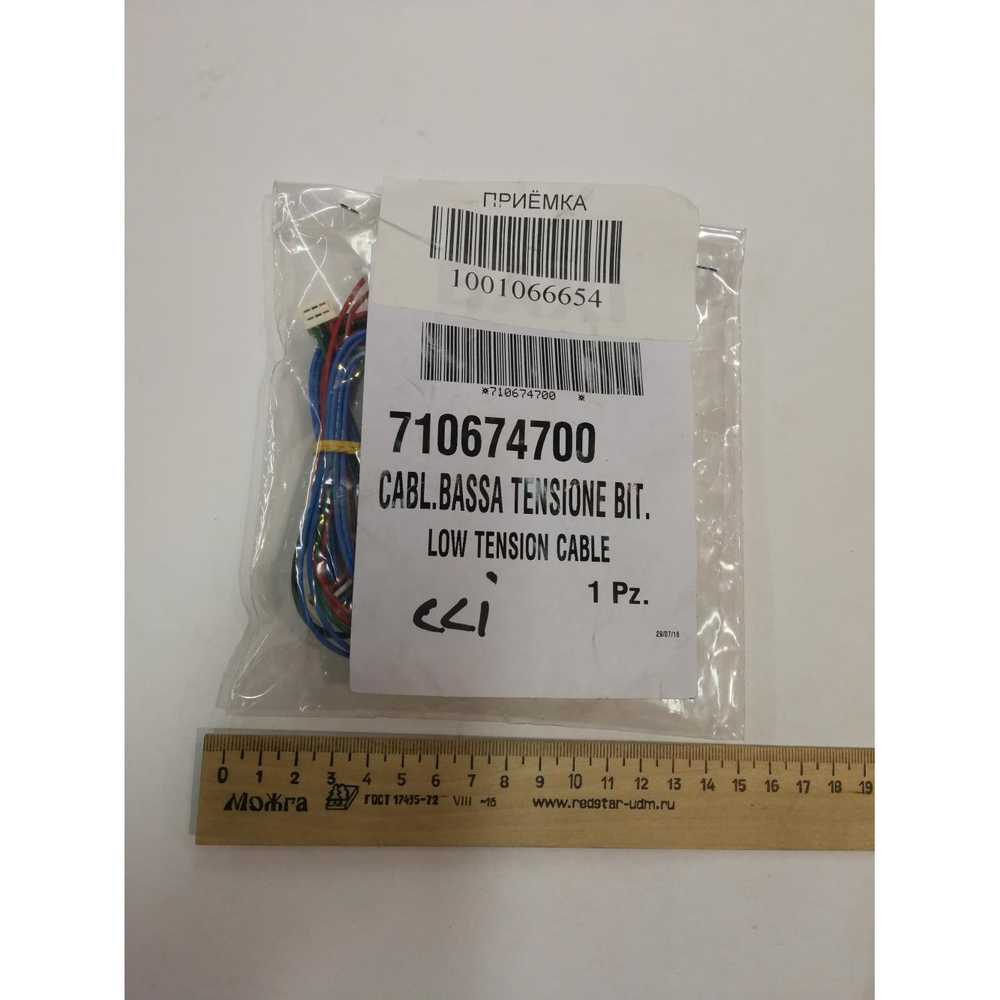 ПРИЁМКА
1001066654
*710674700 *
710674700
CABL.BASSA TENSIONE BIT.
LOW TENSION CABLE
1 Pz.
29/07/16
0 1 2 3 4 5 6 7 8 9 10 11 12 13 14 15 16 17 18 19
Можга ГОСТ 17435-72 VIII -16 www.redstar-udm.ru